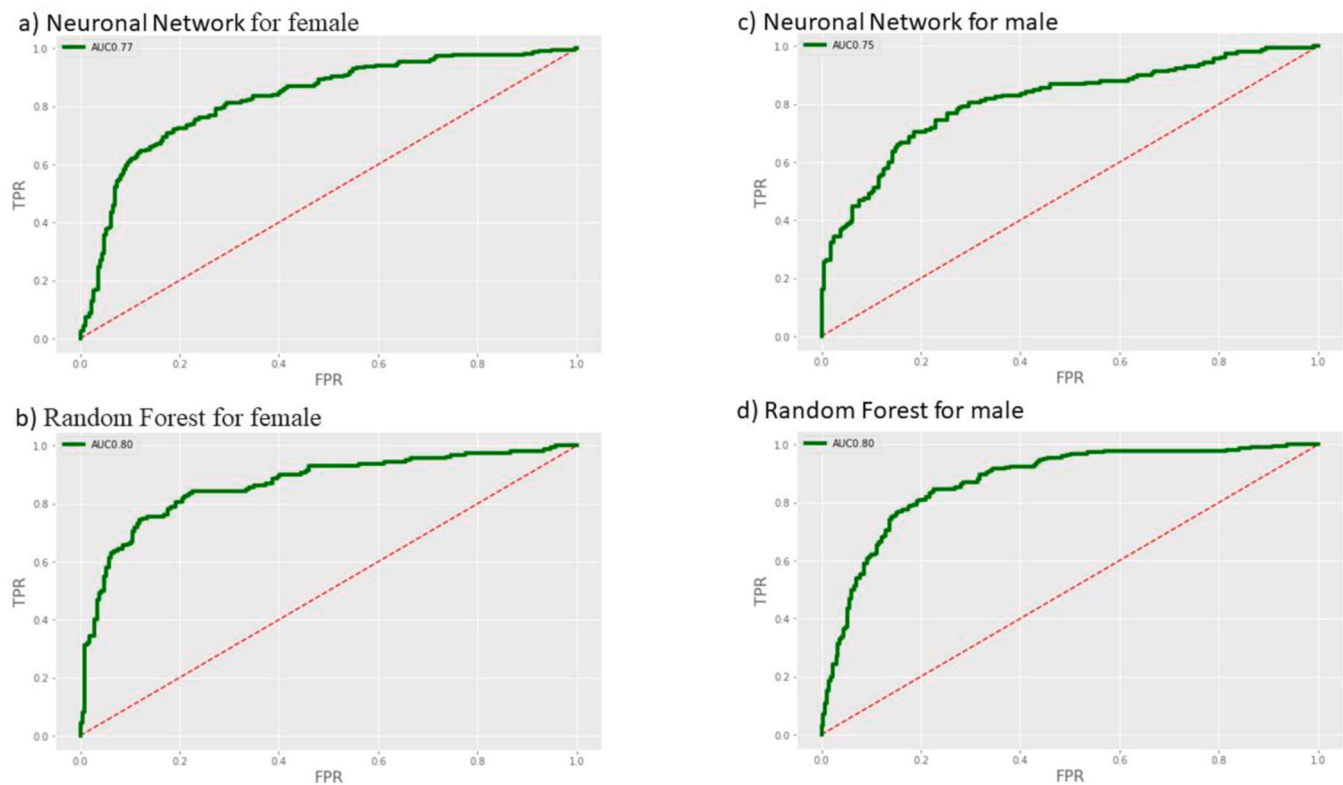 a) Neuronal Network for female
AUC0.77
1.0
0.8
0.6
0.4
0.2
0.0
TPR
0.0 0.2 0.4 0.6 0.8 1.0
FPR
b) Random Forest for female
AUC0.80
1.0
0.8
0.6
0.4
0.2
0.0
TPR
0.0 0.2 0.4 0.6 0.8 1.0
FPR
c) Neuronal Network for male
AUC0.75
1.0
0.8
0.6
0.4
0.2
0.0
TPR
0.0 0.2 0.4 0.6 0.8 1.0
FPR
d) Random Forest for male
AUC0.80
1.0
0.8
0.6
0.4
0.2
0.0
TPR
0.0 0.2 0.4 0.6 0.8 1.0
FPR